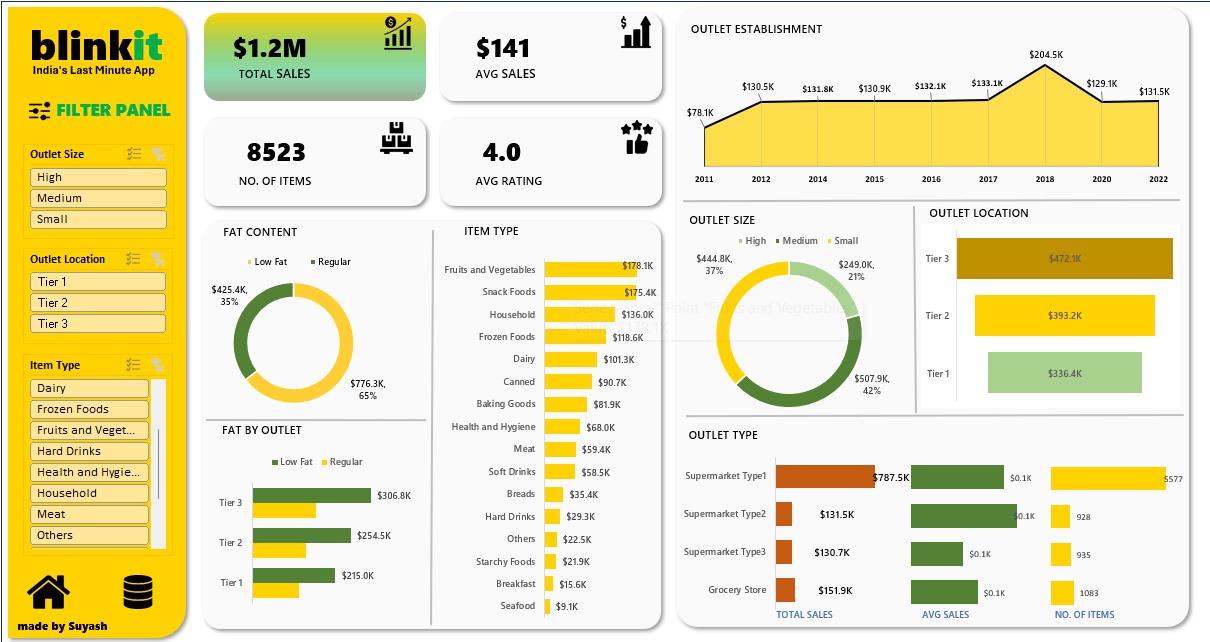 blinkit
India's Last Minute App
FILTER PANEL
Outlet Size
High
Medium
Small
Outlet Location
Tier 1
Tier 2
Tier 3
Item Type
Dairy
Frozen Foods
Fruits and Veget...
Hard Drinks
Health and Hygie...
Household
Meat
Others
made by Suyash
$1.2M
TOTAL SALES
$141
AVG SALES
8523
NO. OF ITEMS
4.0
AVG RATING
FAT CONTENT
Low Fat Regular
$425.4K,
35%
$776.3K,
65%
FAT BY OUTLET
Low Fat Regular
Tier 3 $306.8K
Tier 2 $254.5K
Tier 1 $215.0K
ITEM TYPE
Fruits and Vegetables $178.1K
Snack Foods $175.4K
Household $136.0K
Frozen Foods $118.6K
Dairy $101.3K
Canned $90.7K
Baking Goods $81.9K
Health and Hygiene $68.0K
Meat $59.4K
Soft Drinks $58.5K
Breads $35.4K
Hard Drinks $29.3K
Others $22.5K
Starchy Foods $21.9K
Breakfast $15.6K
Seafood $9.1K
OUTLET ESTABLISHMENT
$78.1K $130.5K $131.8K $130.9K $132.1K $133.1K $204.5K $129.1K $131.5K
2011 2012 2014 2015 2016 2017 2018 2020 2022
OUTLET SIZE
High Medium Small
$444.8K,
37%
$249.0K,
21%
$507.9K,
42%
OUTLET LOCATION
Tier 3 $472.1K
Tier 2 $393.2K
Tier 1 $336.4K
OUTLET TYPE
Supermarket Type1 $787.5K $0.1K 5577
Supermarket Type2 $131.5K $0.1K 928
Supermarket Type3 $130.7K $0.1K 935
Grocery Store $151.9K $0.1K 1083
TOTAL SALES AVG SALES NO. OF ITEMS